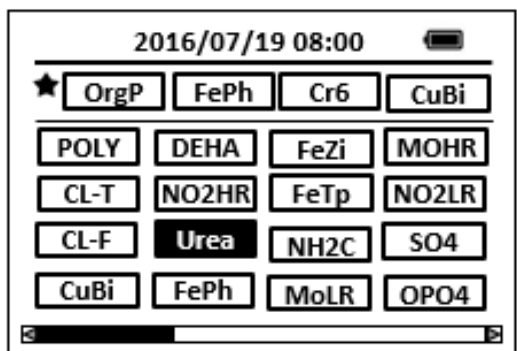 2016/07/19 08:00
OrgP FePh Cr6 CuBi
POLY DEHA FeZi MOHR
CL-T NO2HR FeTp NO2LR
CL-F Urea NH2C SO4
CuBi FePh MoLR OPO4